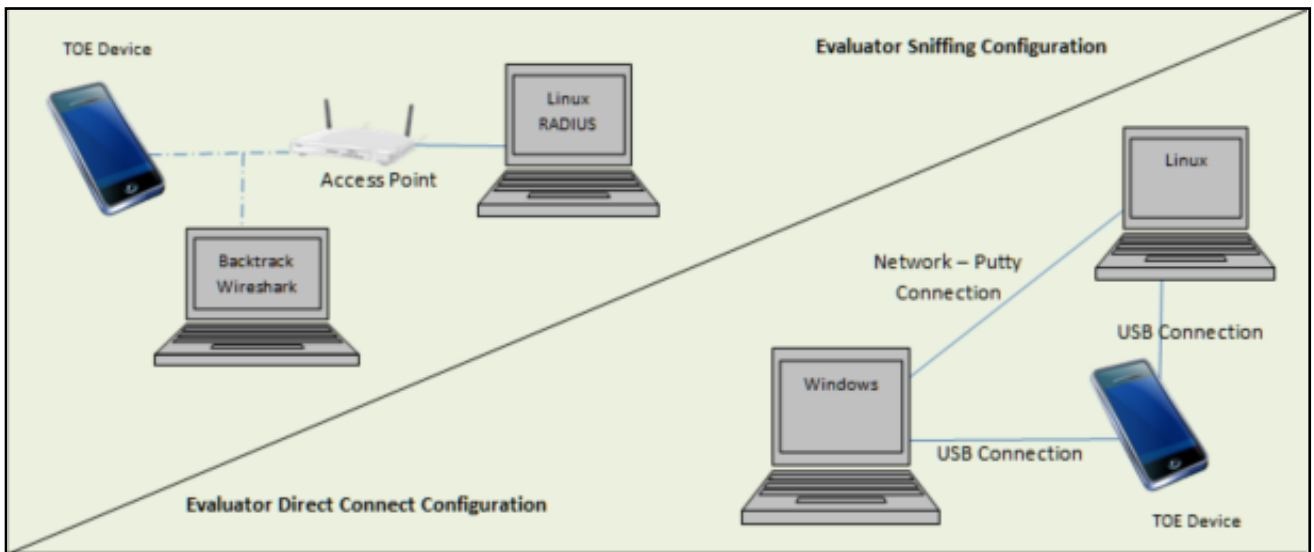 TOE Device
Evaluator Sniffing Configuration
Linux
RADIUS
Access Point
Backtrack
Wireshark
Linux
Network – Putty
Connection
USB Connection
Windows
USB Connection
Evaluator Direct Connect Configuration
TOE Device